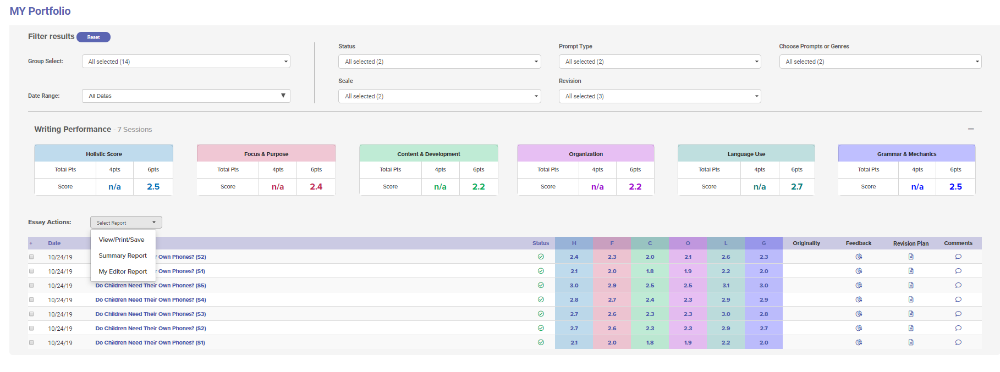 MY Portfolio
Filter results Reset
Status Prompt Type Choose Prompts or Genres
Group Select: All selected (14) All selected (2) All selected (2) All selected (2)
Scale Revision
Date Range: All Dates All selected (2) All selected (3)
Writing Performance - 7 Sessions
Holistic Score Focus & Purpose Content & Development Organization Language Use Grammar & Mechanics
Total Pts 4pts 6pts Total Pts 4pts 6pts Total Pts 4pts 6pts Total Pts 4pts 6pts Total Pts 4pts 6pts Total Pts 4pts 6pts
Score n/a 2.5 Score n/a 2.4 Score n/a 2.2 Score n/a 2.2 Score n/a 2.7 Score n/a 2.5
Essay Actions: Select Report
View/Print/Save
Summary Report
My Editor Report
+ Date Status H F C O L G Originality Feedback Revision Plan Comments
10/24/19 r Own Phones? (S2) 2.4 2.3 2.0 2.1 2.6 2.3
10/24/19 r Own Phones? (S1) 2.1 2.0 1.8 1.9 2.2 2.0
10/24/19 Do Children Need Their Own Phones? (S5) 3.0 2.9 2.5 2.5 3.1 3.0
10/24/19 Do Children Need Their Own Phones? (S4) 2.8 2.7 2.4 2.3 2.9 2.9
10/24/19 Do Children Need Their Own Phones? (S3) 2.7 2.6 2.3 2.3 3.0 2.8
10/24/19 Do Children Need Their Own Phones? (S2) 2.7 2.6 2.3 2.3 2.9 2.7
10/24/19 Do Children Need Their Own Phones? (S1) 2.1 2.0 1.8 1.9 2.2 2.0